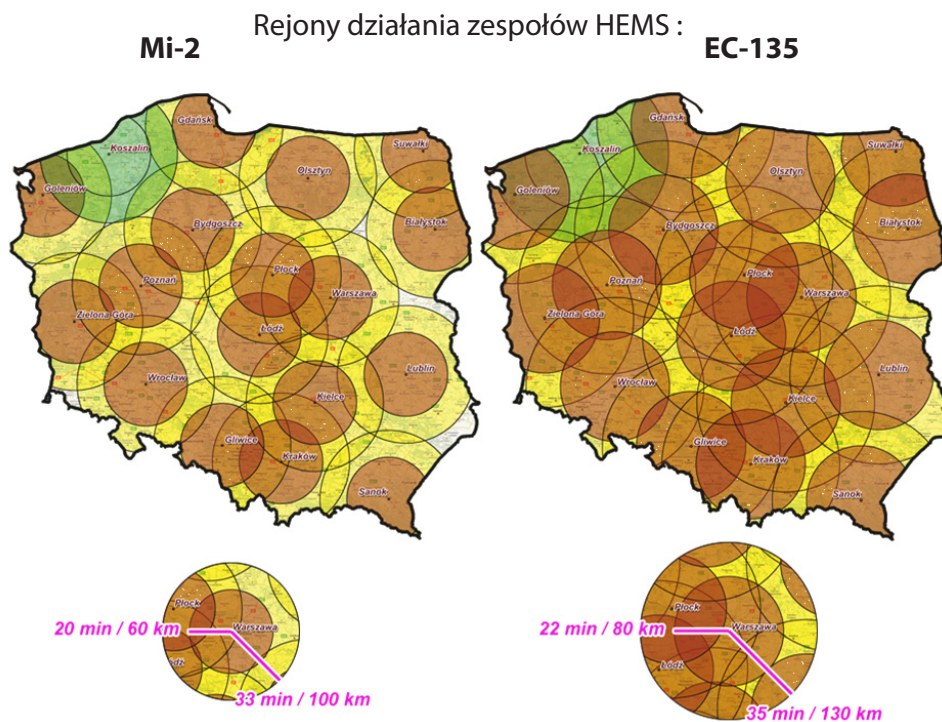 Rejony działania zespołów HEMS :
Mi-2
EC-135
Gdańsk
Koszalin
Suwałki
Goleniów
Olsztyn
Białystok
Bydgoszcz
Płock
Poznań
Warszawa
Zielona Góra
Łódź
Wrocław
Lublin
Kielce
Gliwice
Kraków
Sanok
Gdańsk
Koszalin
Suwałki
Goleniów
Olsztyn
Białystok
Bydgoszcz
Płock
Poznań
Warszawa
Zielona Góra
Łódź
Wrocław
Lublin
Kielce
Gliwice
Kraków
Sanok
Płock
20 min / 60 km
Warszawa
Łódź
33 min / 100 km
Płock
22 min / 80 km
Warszawa
Łódź
35 min / 130 km